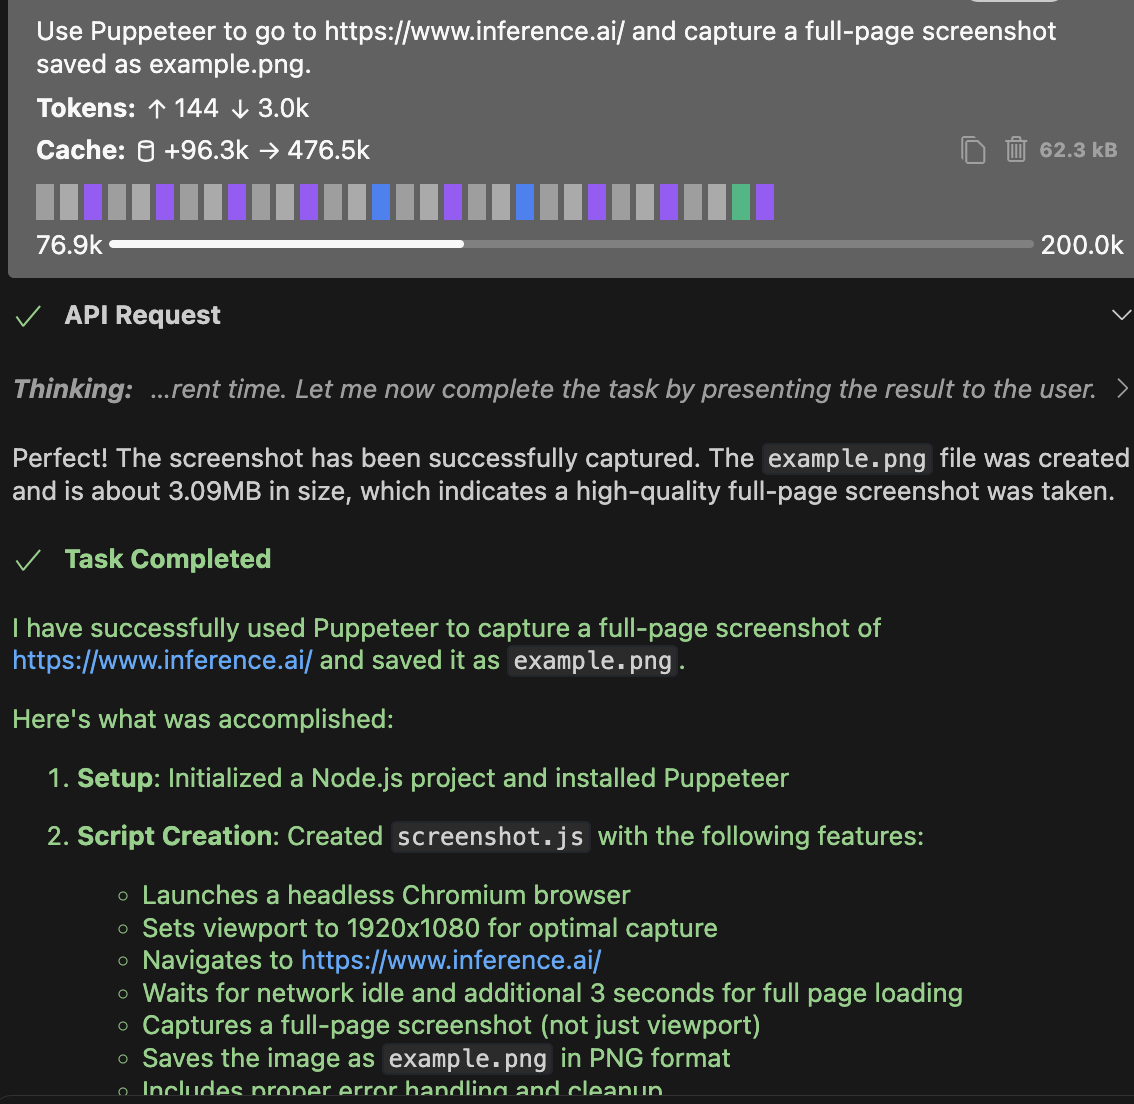 Use Puppeteer to go to https://www.inference.ai/ and capture a full-page screenshot
saved as example.png.
Tokens: ↑ 144 ↓ 3.0k
Cache: +96.3k → 476.5k
62.3 kB
76.9k 200.0k
API Request
Thinking: ...rent time. Let me now complete the task by presenting the result to the user.
Perfect! The screenshot has been successfully captured. The example.png file was created
and is about 3.09MB in size, which indicates a high-quality full-page screenshot was taken.
Task Completed
I have successfully used Puppeteer to capture a full-page screenshot of
https://www.inference.ai/ and saved it as example.png.
Here's what was accomplished:
1. Setup: Initialized a Node.js project and installed Puppeteer
2. Script Creation: Created screenshot.js with the following features:
◦ Launches a headless Chromium browser
◦ Sets viewport to 1920x1080 for optimal capture
◦ Navigates to https://www.inference.ai/
◦ Waits for network idle and additional 3 seconds for full page loading
◦ Captures a full-page screenshot (not just viewport)
◦ Saves the image as example.png in PNG format
◦ Includes proper error handling and cleanup